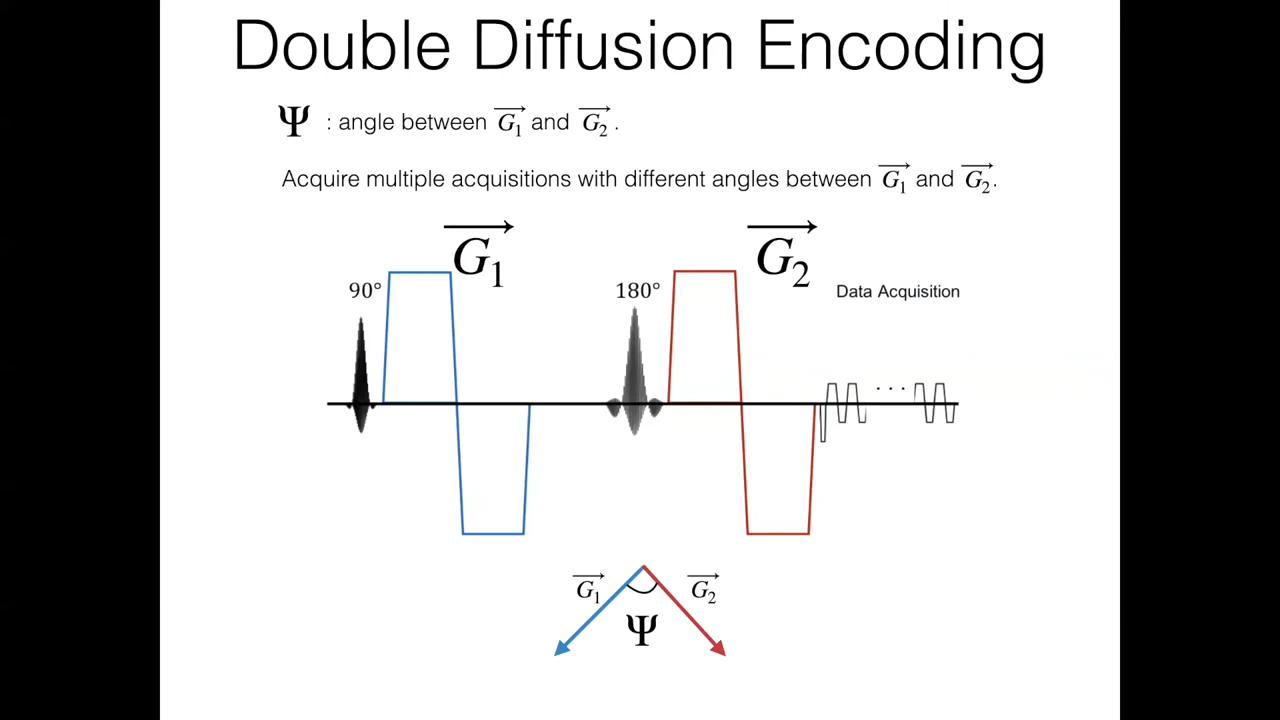 Double Diffusion Encoding
Ψ : angle between G₁ and G₂ .
Acquire multiple acquisitions with different angles between G₁ and G₂.
G₁ G₂
90° 180° Data Acquisition
. . .
G₁ G₂
Ψ